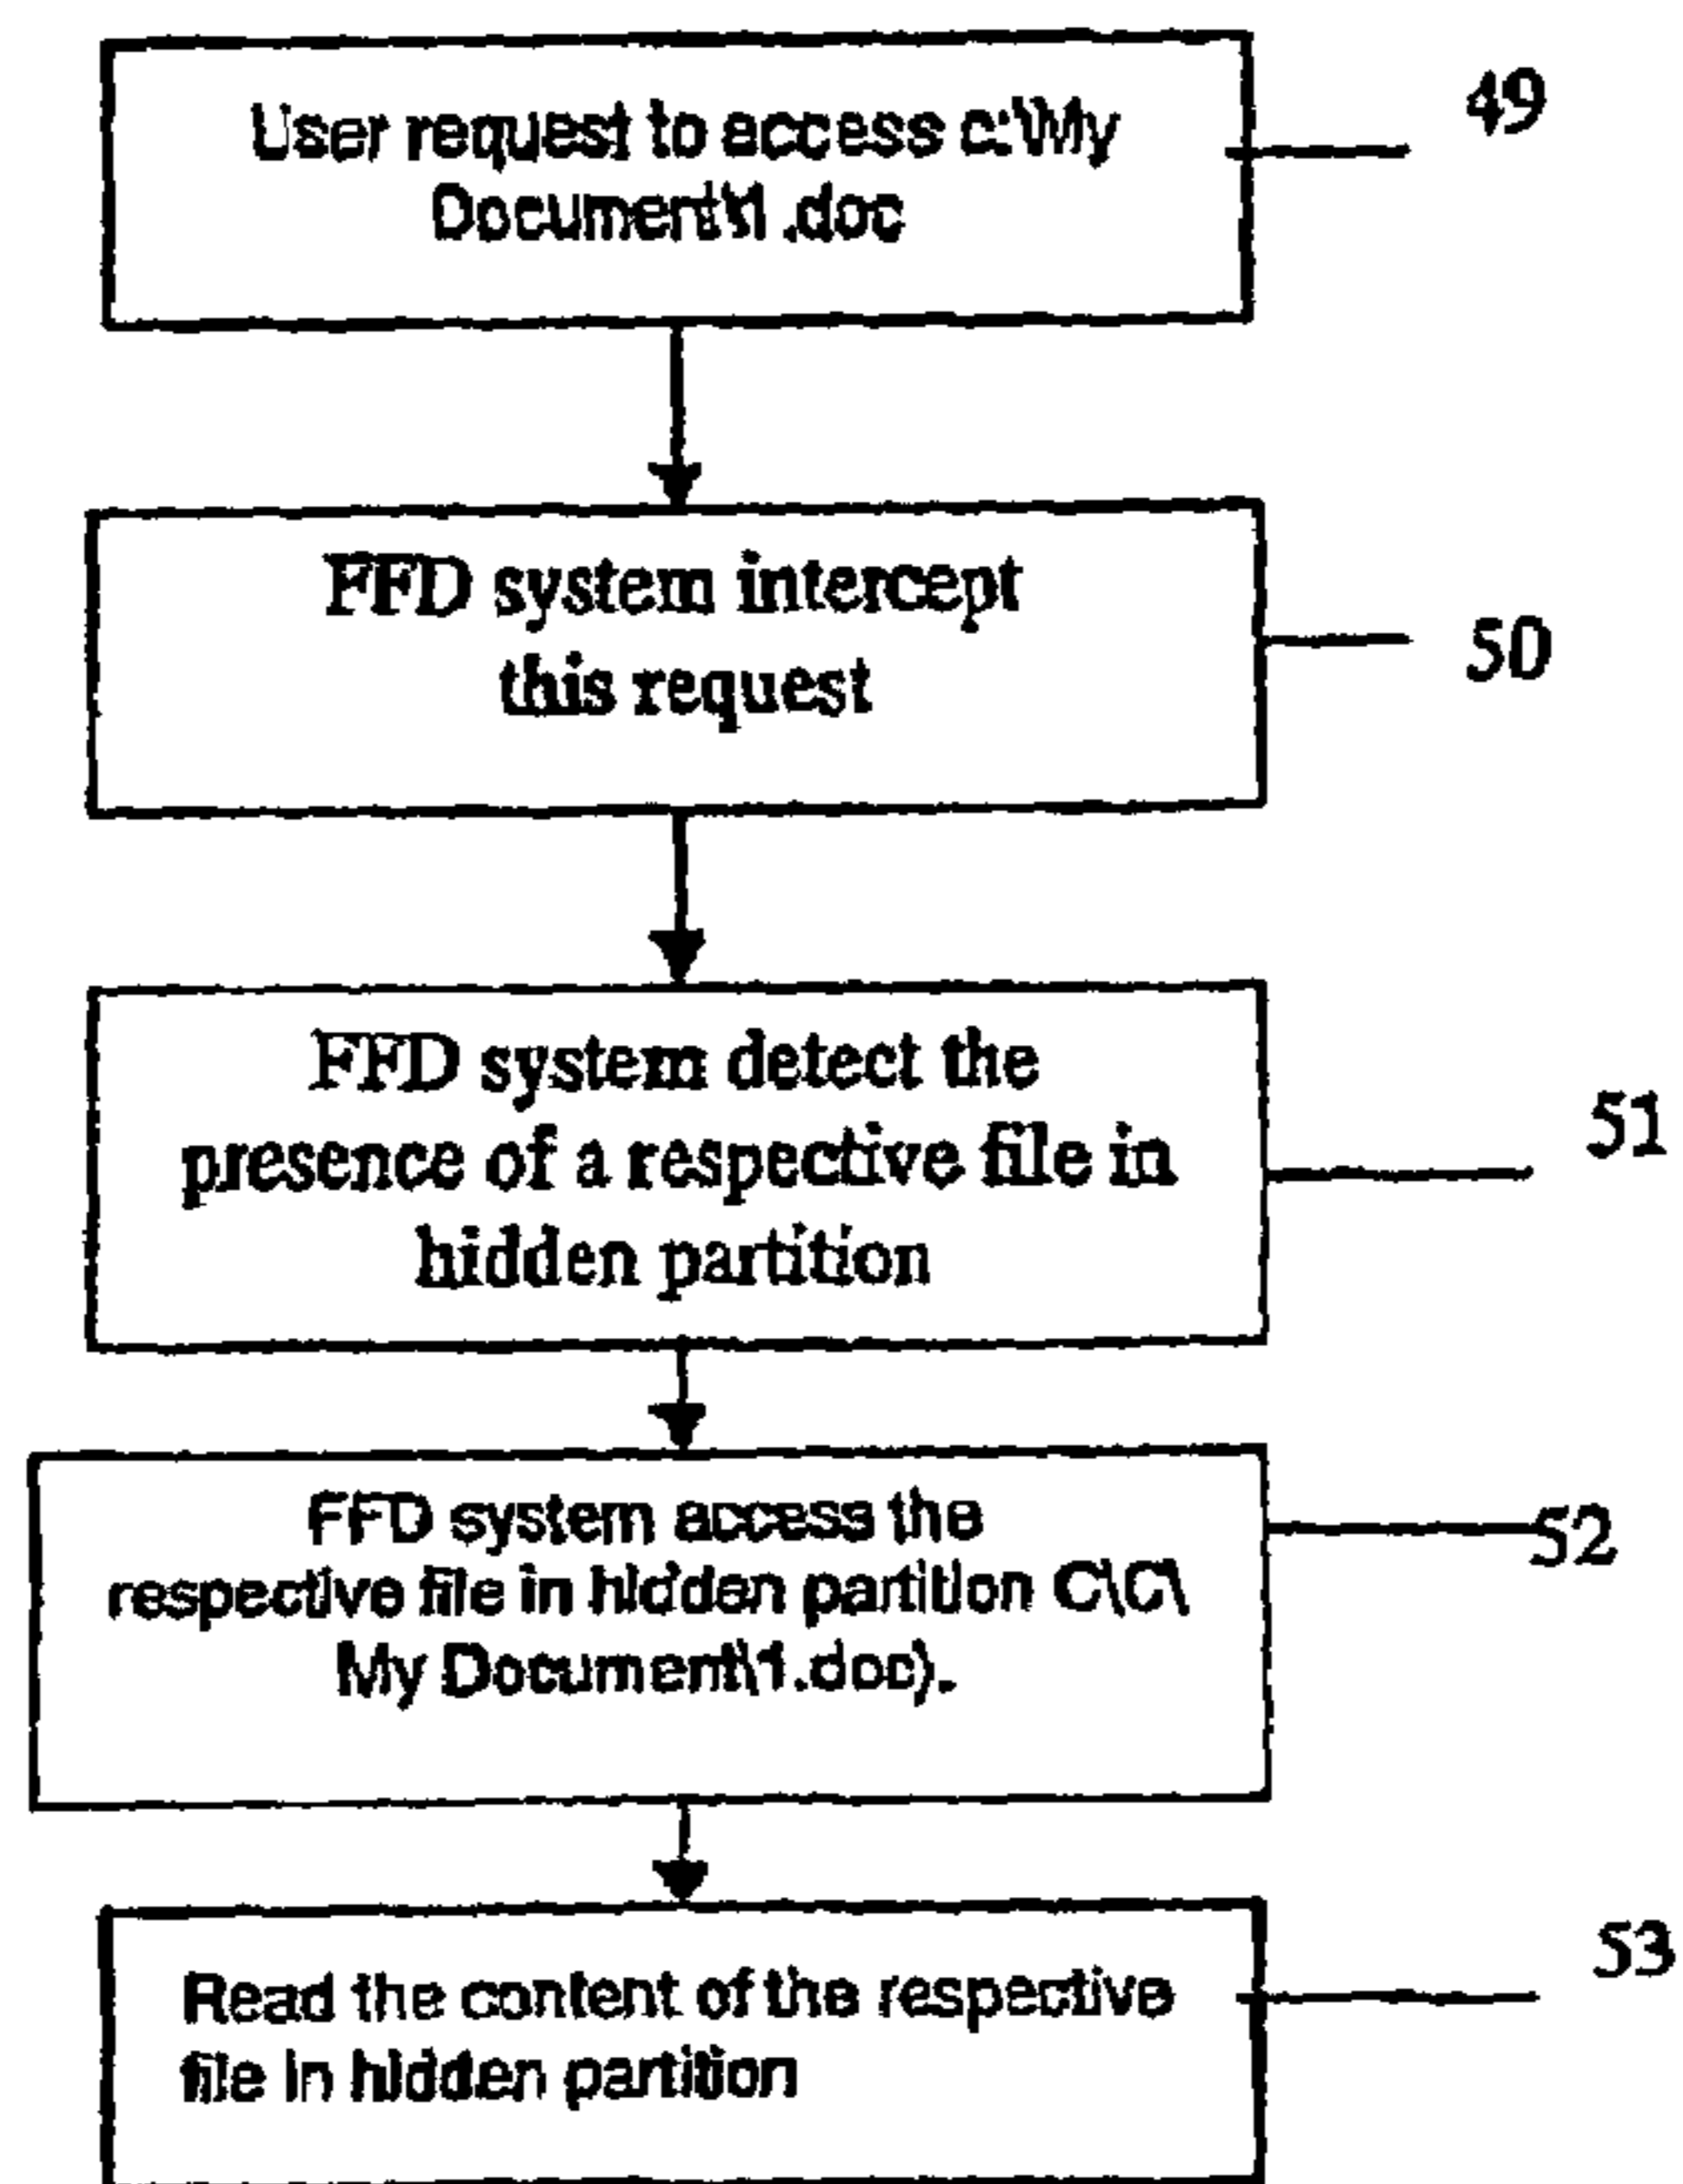 User request to access c:\My
Document\1.doc
49
FFD system intercept
this request
50
FFD system detect the
presence of a respective file in
hidden partition
51
FFD system access the
respective file in hidden partition C\C\
My Document\1.doc).
52
Read the content of the respective
file in hidden partition
53